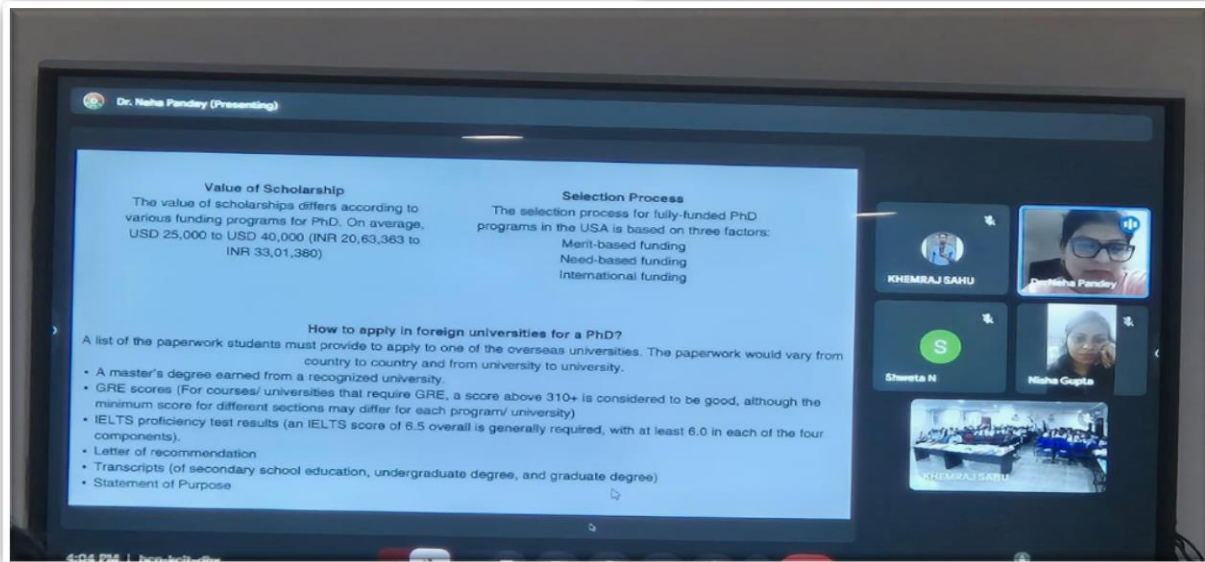 Dr. Neha Pandey (Presenting)
Value of Scholarship
The value of scholarships differs according to
various funding programs for PhD. On average,
USD 25,000 to USD 40,000 (INR 20,63,363 to
INR 33,01,380)
Selection Process
The selection process for fully-funded PhD
programs in the USA is based on three factors:
Merit-based funding
Need-based funding
International funding
How to apply in foreign universities for a PhD?
A list of the paperwork students must provide to apply to one of the overseas universities. The paperwork would vary from
country to country and from university to university.
• A master's degree earned from a recognized university.
• GRE scores (For courses/ universities that require GRE, a score above 310+ is considered to be good, although the
minimum score for different sections may differ for each program/ university)
• IELTS proficiency test results (an IELTS score of 6.5 overall is generally required, with at least 6.0 in each of the four
components).
• Letter of recommendation
• Transcripts (of secondary school education, undergraduate degree, and graduate degree)
• Statement of Purpose
KHEMRAJ SAHU
Dr. Neha Pandey
S
Shweta N
Nisha Gupta
KHEMRAJ SAHU
4:04 PM |